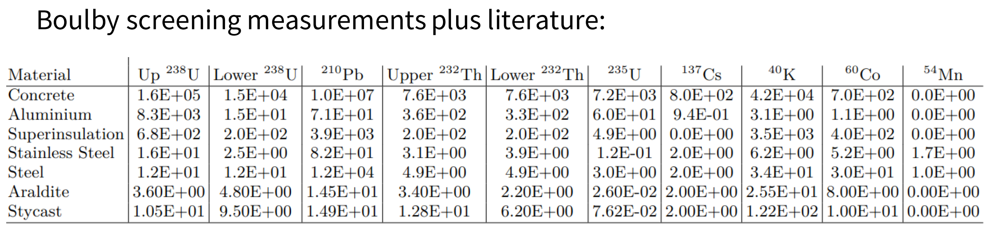 Boulby screening measurements plus literature:
Material Up ²³⁸U Lower ²³⁸U ²¹⁰Pb Upper ²³²Th Lower ²³²Th ²³⁵U ¹³⁷Cs ⁴⁰K ⁶⁰Co ⁵⁴Mn
Concrete 1.6E+05 1.5E+04 1.0E+07 7.6E+03 7.6E+03 7.2E+03 8.0E+02 4.2E+04 7.0E+02 0.0E+00
Aluminium 8.3E+03 1.5E+01 7.1E+01 3.6E+02 3.3E+02 6.0E+01 9.4E-01 3.1E+00 1.1E+00 0.0E+00
Superinsulation 6.8E+02 2.0E+02 3.9E+03 2.0E+02 2.0E+02 4.9E+00 0.0E+00 3.5E+03 4.0E+02 0.0E+00
Stainless Steel 1.6E+01 2.5E+00 8.2E+01 3.1E+00 3.9E+00 1.2E-01 2.0E+00 6.2E+00 5.2E+00 1.7E+00
Steel 1.2E+01 1.2E+01 1.2E+04 4.9E+00 4.9E+00 3.0E+00 2.0E+00 3.4E+01 3.0E+01 1.0E+00
Araldite 3.60E+00 4.80E+00 1.45E+01 3.40E+00 2.20E+00 2.60E-02 2.00E+00 2.55E+01 8.00E+00 0.00E+00
Stycast 1.05E+01 9.50E+00 1.49E+01 1.28E+01 6.20E+00 7.62E-02 2.00E+00 1.22E+02 1.00E+01 0.00E+00